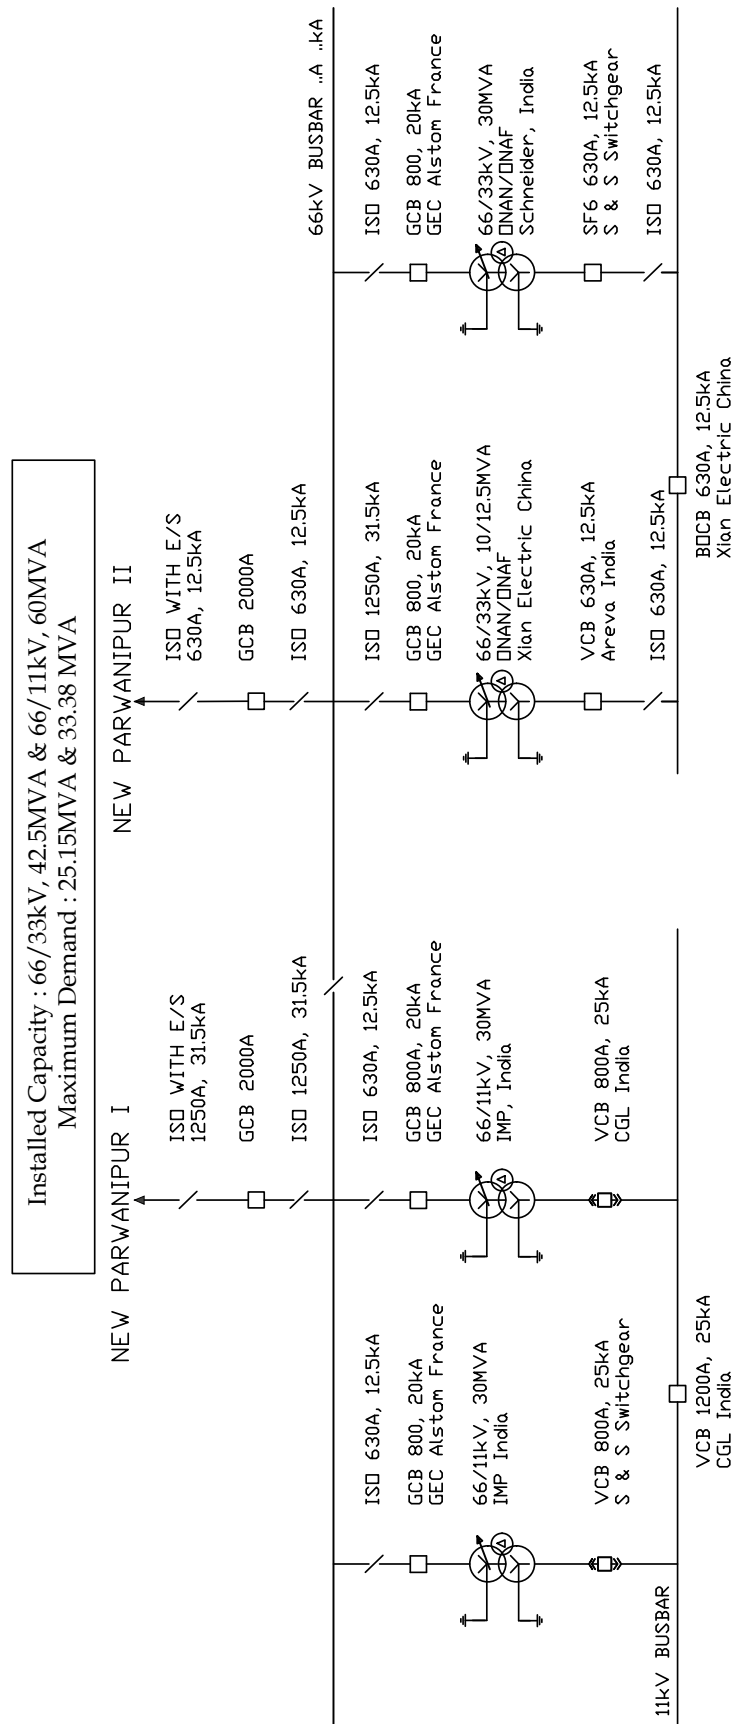 Installed Capacity : 66/33kV, 42.5MVA & 66/11kV, 60MVA
Maximum Demand : 25.15MVA & 33.38 MVA
NEW PARWANIPUR I
NEW PARWANIPUR II
ISO WITH E/S
1250A, 31.5kA
ISO WITH E/S
630A, 12.5kA
GCB 2000A
GCB 2000A
ISO 1250A, 31.5kA
ISO 630A, 12.5kA
66kV BUSBAR ..A ..kA
ISO 630A, 12.5kA
ISO 630A, 12.5kA
ISO 1250A, 31.5kA
ISO 630A, 12.5kA
GCB 800, 20kA
GEC Alstom France
GCB 800A, 20kA
GEC Alstom France
GCB 800, 20kA
GEC Alstom France
GCB 800, 20kA
GEC Alstom France
66/11kV, 30MVA
IMP India
66/11kV, 30MVA
IMP, India
66/33kV, 10/12.5MVA
ONAN/ONAF
Xian Electric China
66/33kV, 30MVA
ONAN/ONAF
Schneider, India
VCB 800A, 25kA
S & S Switchgear
VCB 800A, 25kA
CGL India
VCB 630A, 12.5kA
Areva India
SF6 630A, 12.5kA
S & S Switchgear
ISO 630A, 12.5kA
ISO 630A, 12.5kA
11kV BUSBAR
VCB 1200A, 25kA
CGL India
BOCB 630A, 12.5kA
Xian Electric China